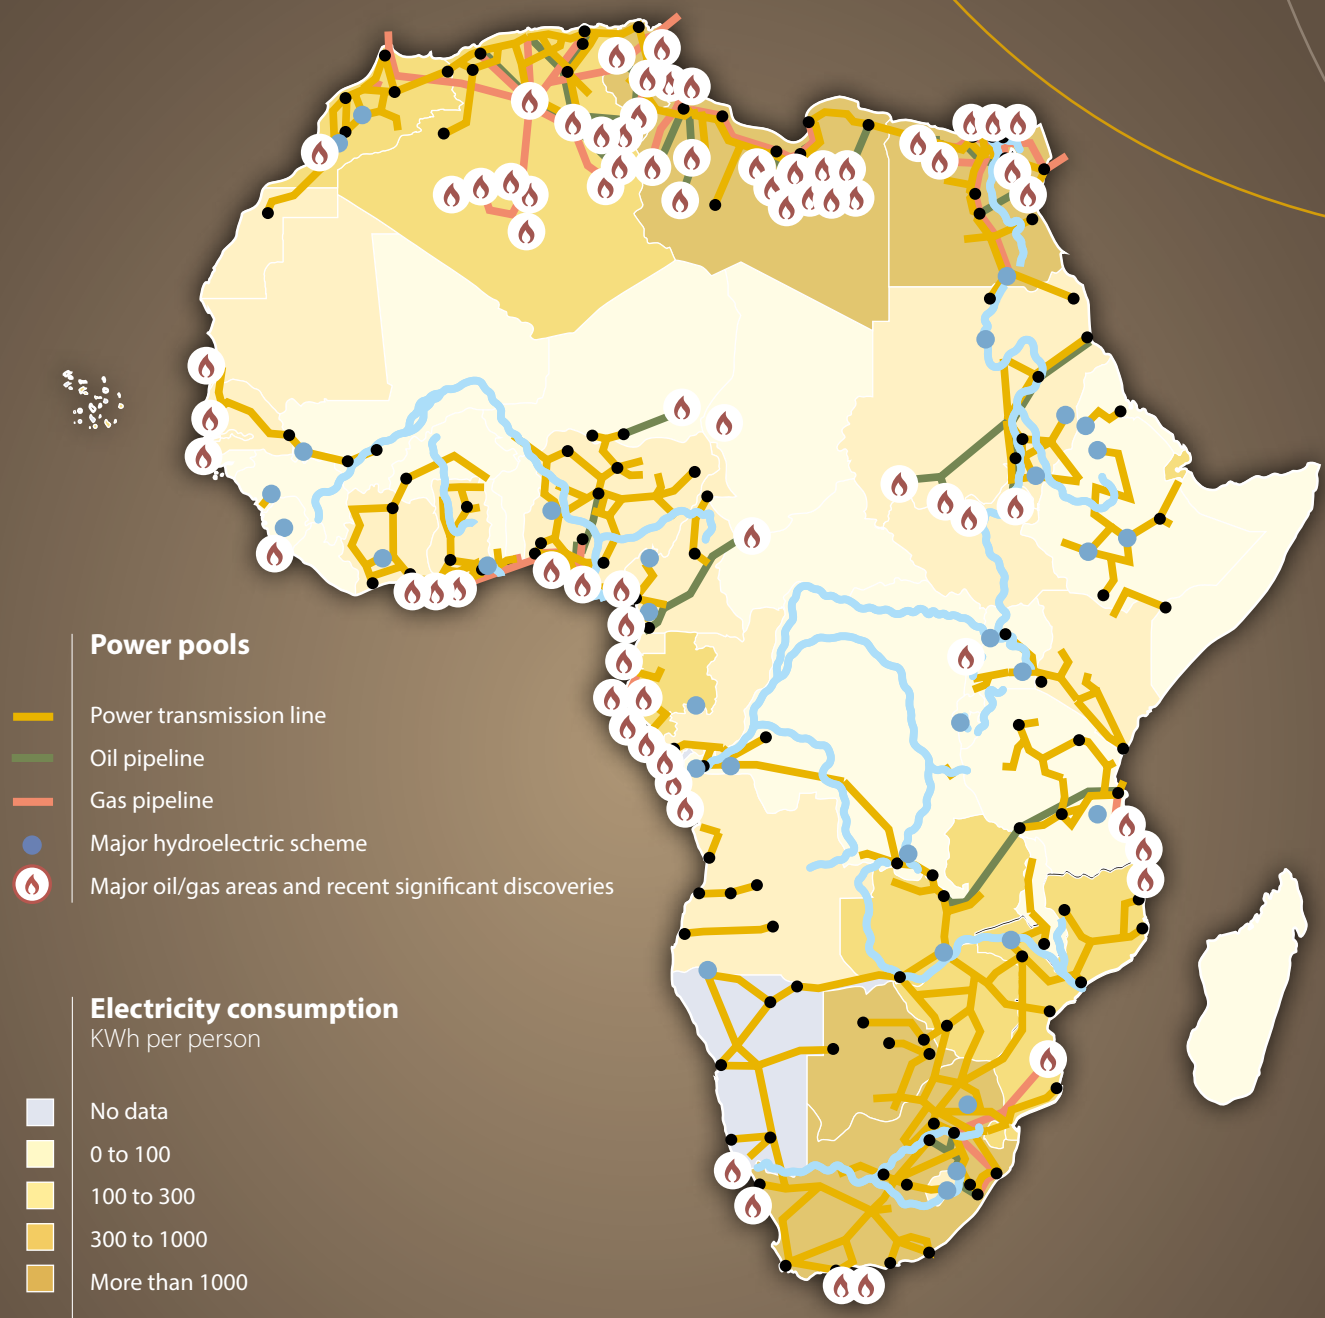 Power pools
Power transmission line
Oil pipeline
Gas pipeline
Major hydroelectric scheme
Major oil/gas areas and recent significant discoveries
Electricity consumption
KWh per person
No data
0 to 100
100 to 300
300 to 1000
More than 1000